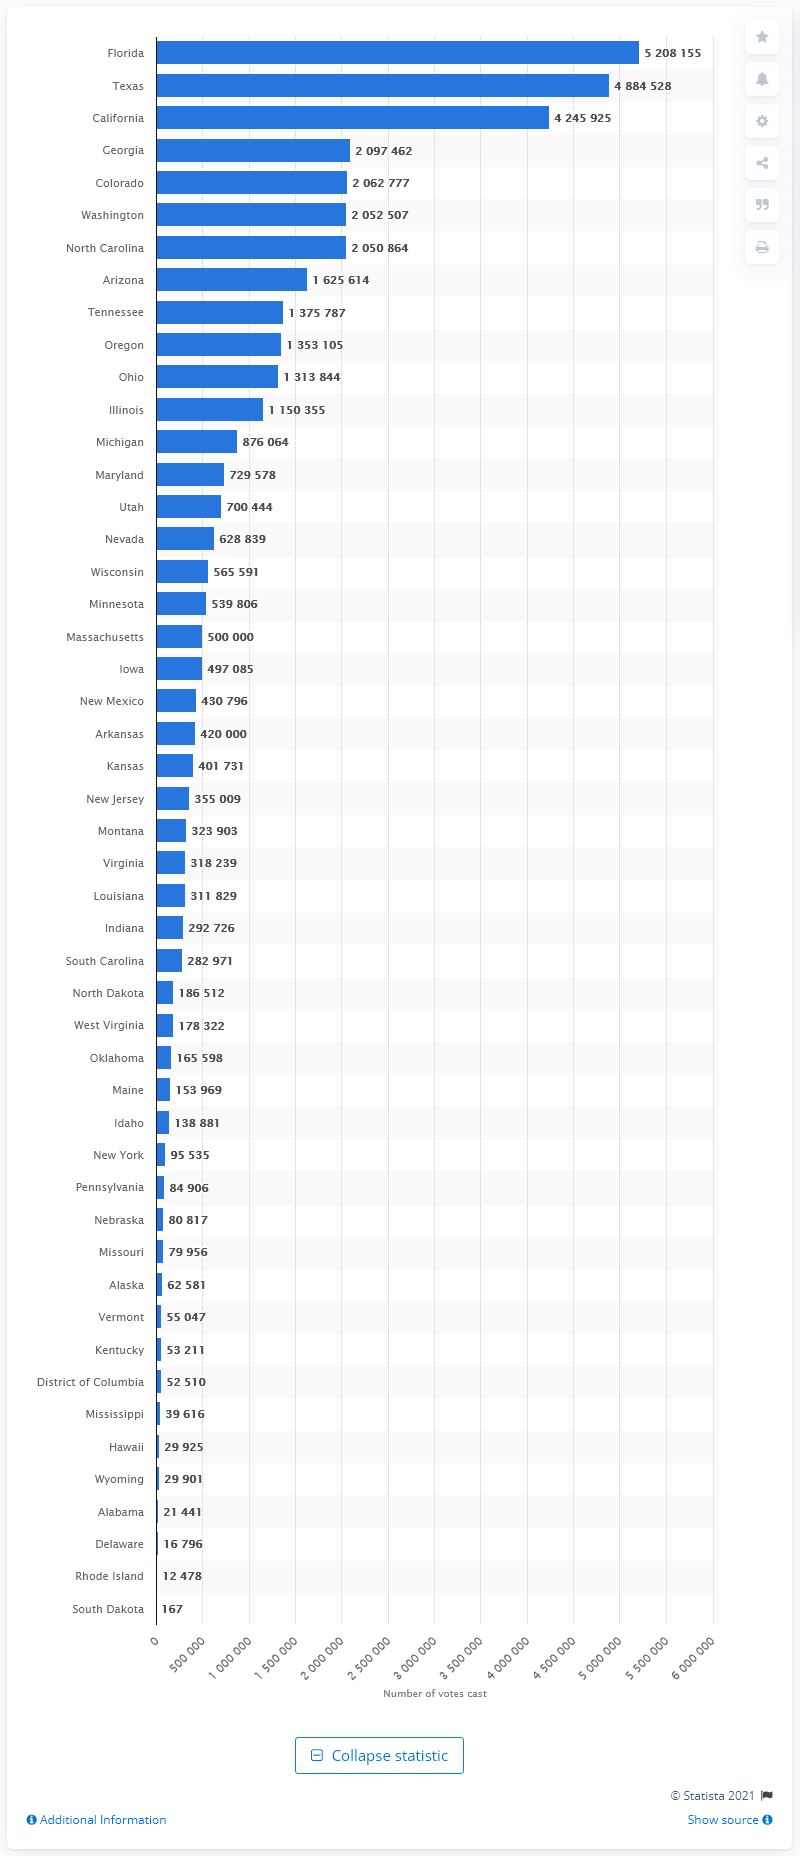 Florida 5 208 155
Texas 4 884 528
California 4 245 925
Georgia 2 097 462
Colorado 2 062 777
Washington 2 052 507
North Carolina 2 050 864
Arizona 1 625 614
Tennessee 1 375 787
Oregon 1 353 105
Ohio 1 313 844
Illinois 1 150 355
Michigan 876 064
Maryland 729 578
Utah 700 444
Nevada 628 839
Wisconsin 565 591
Minnesota 539 806
Massachusetts 500 000
Iowa 497 085
New Mexico 430 796
Arkansas 420 000
Kansas 401 731
New Jersey 355 009
Montana 323 903
Virginia 318 239
Louisiana 311 829
Indiana 292 726
South Carolina 282 971
North Dakota 186 512
West Virginia 178 322
Oklahoma 165 598
Maine 153 969
Idaho 138 881
New York 95 535
Pennsylvania 84 906
Nebraska 80 817
Missouri 79 956
Alaska 62 581
Vermont 55 047
Kentucky 53 211
District of Columbia 52 510
Mississippi 39 616
Hawaii 29 925
Wyoming 29 901
Alabama 21 441
Delaware 16 796
Rhode Island 12 478
South Dakota 167
0 500 000 1 000 000 1 500 000 2 000 000 2 500 000 3 000 000 3 500 000 4 000 000 4 500 000 5 000 000 5 500 000 6 000 000
Number of votes cast
Collapse statistic
© Statista 2021
Additional Information Show source